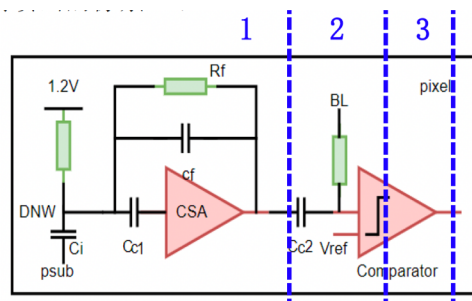 1 2 3
Rf
1.2V
BL
pixel
cf
DNW
CSA
Ci
Cc1
Cc2
Vref
psub
Comparator